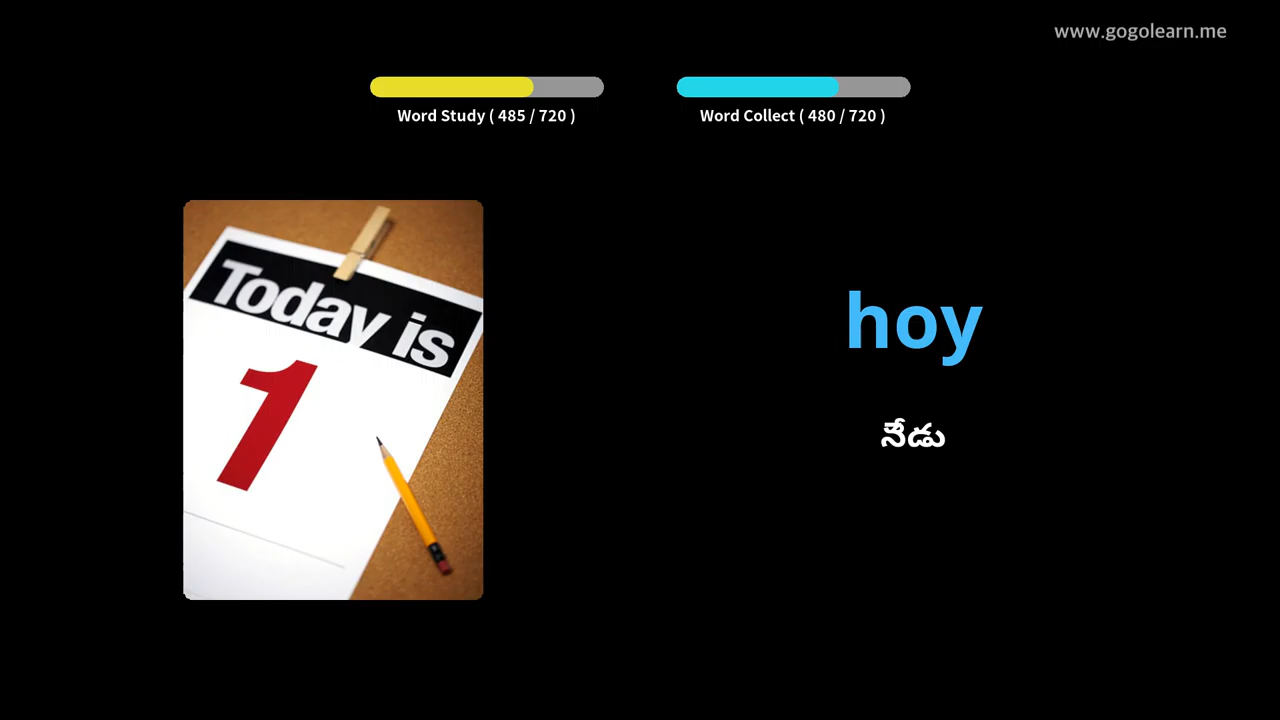 www.gogolearn.me
Word Study ( 485 / 720 )
Word Collect ( 480 / 720 )
Today is
1
hoy
నేడు